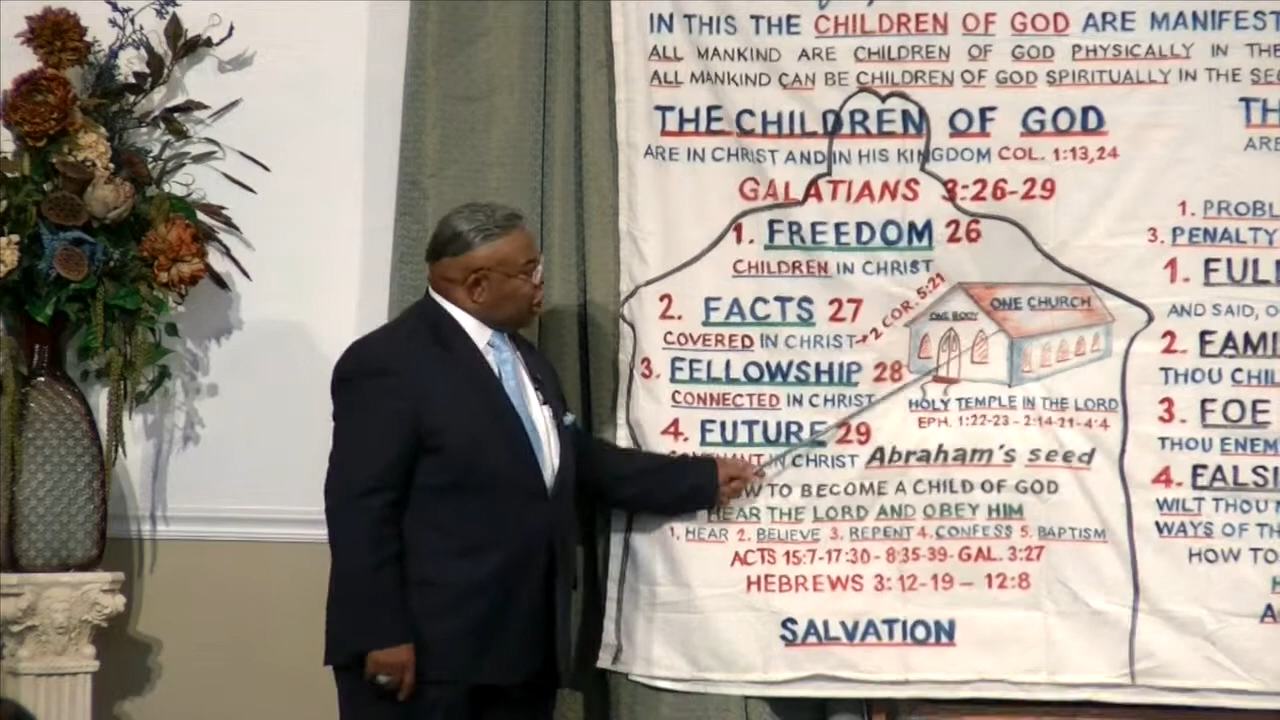 IN THIS THE CHILDREN OF GOD ARE MANIFEST
ALL MANKIND ARE CHILDREN OF GOD PHYSICALLY IN THE
ALL MANKIND CAN BE CHILDREN OF GOD SPIRITUALLY IN THE
THE CHILDREN OF GOD
ARE IN CHRIST AND IN HIS KINGDOM COL. 1:13,24
GALATIANS 3:26-29
1. FREEDOM 26
CHILDREN IN CHRIST
2. FACTS 27
COVERED IN CHRIST
2 COR. 5:21
3. FELLOWSHIP 28
CONNECTED IN CHRIST
4. FUTURE 29
IN CHRIST Abraham's seed
ONE BODY
ONE CHURCH
HOLY TEMPLE IN THE LORD
EPH. 1:22-23 - 2:14-21-4:4
TO BECOME A CHILD OF GOD
HEAR THE LORD AND OBEY HIM
1. HEAR 2. BELIEVE 3. REPENT 4. CONFESS 5. BAPTISM
ACTS 15:7-17:30-8:35-39-GAL. 3:27
HEBREWS 3:12-19 - 12:8
SALVATION
ARE
1.
3. PENALTY
1.
AND SAID,
2.
THOU
3. FOE
THOU
4.
WILT THOU
WAYS OF
HOW TO